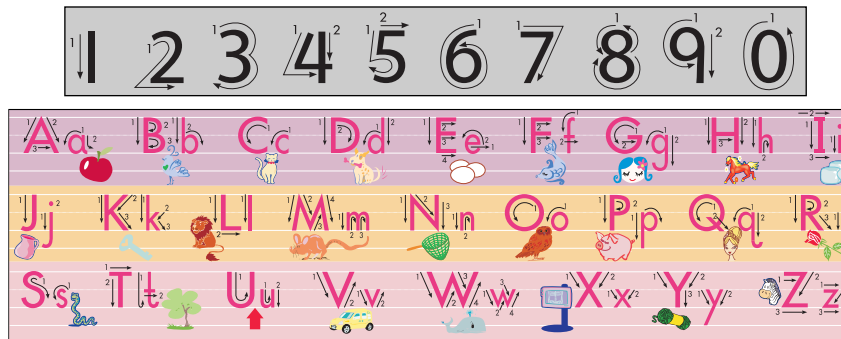 1 2 3 4 5 6 7 8 9 0
Aa Bb Cc Dd Ee Ff Gg Hh Ii
Jj Kk Ll Mm Nn Oo Pp Qq R
Ss Tt Uu Vv Ww Xx Yy Zz